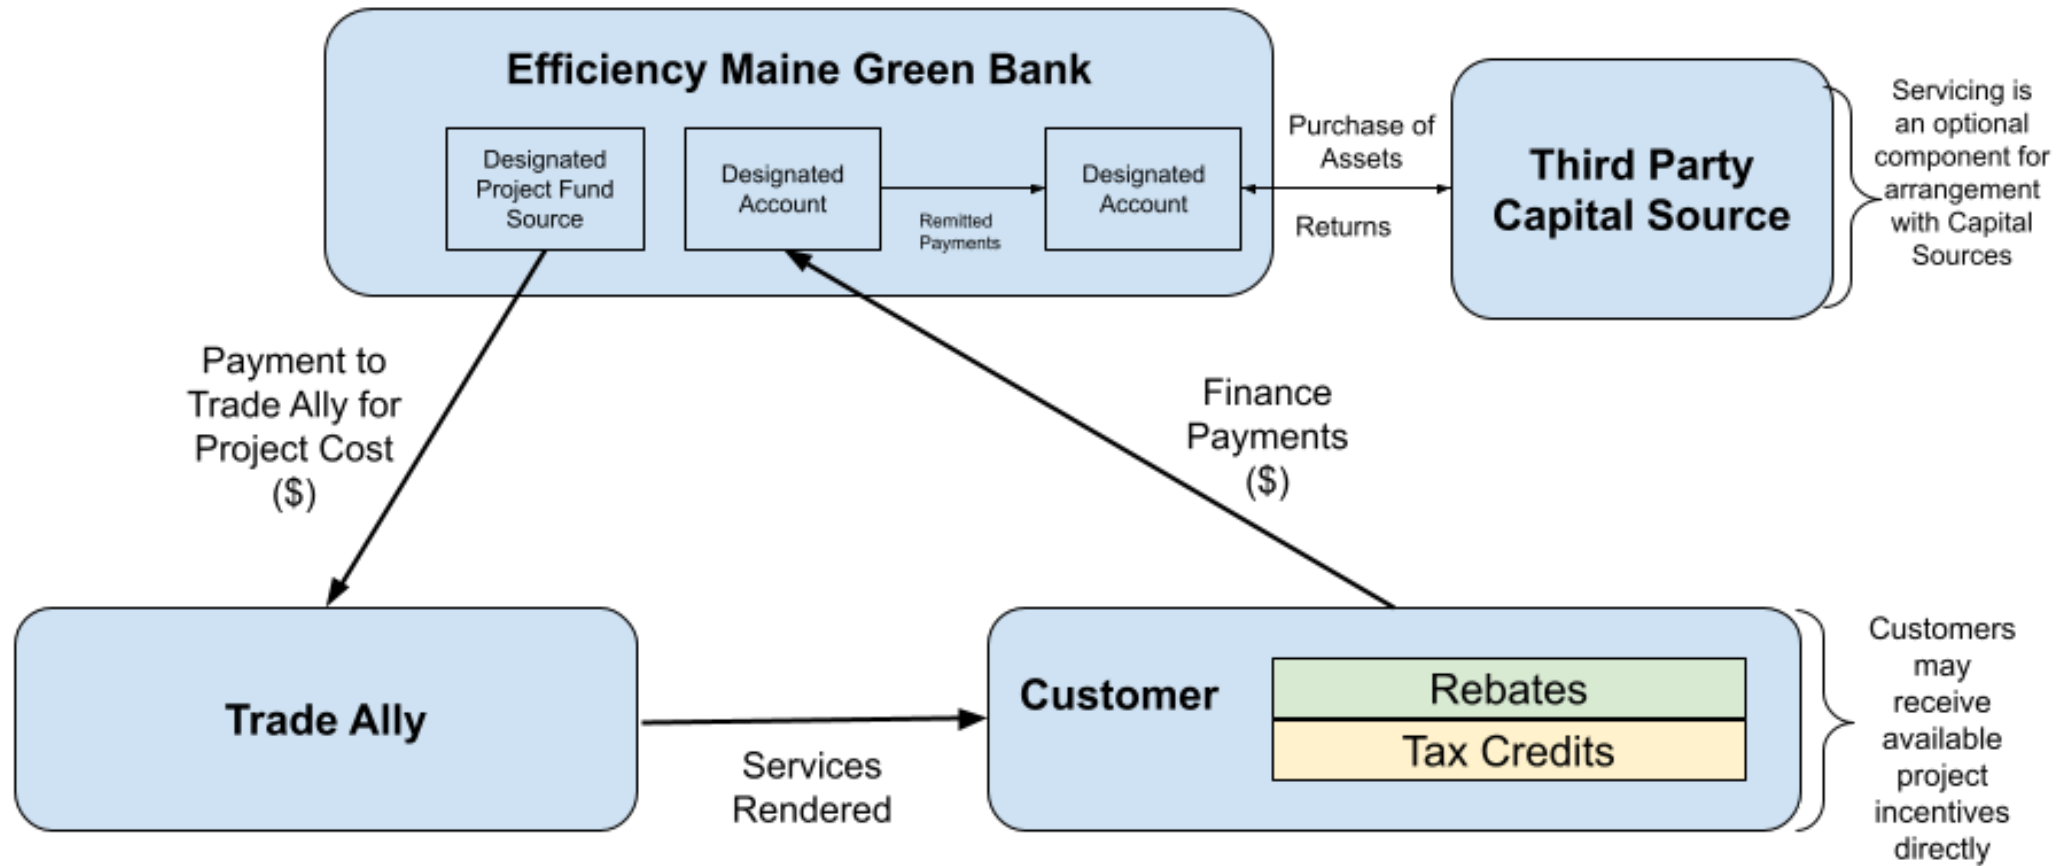 Efficiency Maine Green Bank
Designated
Project Fund
Source
Designated
Account
Remitted
Payments
Designated
Account
Purchase of
Assets
Returns
Third Party
Capital Source
Servicing is
an optional
component for
arrangement
with Capital
Sources
Payment to
Trade Ally for
Project Cost
($)
Finance
Payments
($)
Trade Ally
Services
Rendered
Customer
Rebates
Tax Credits
Customers
may
receive
available
project
incentives
directly